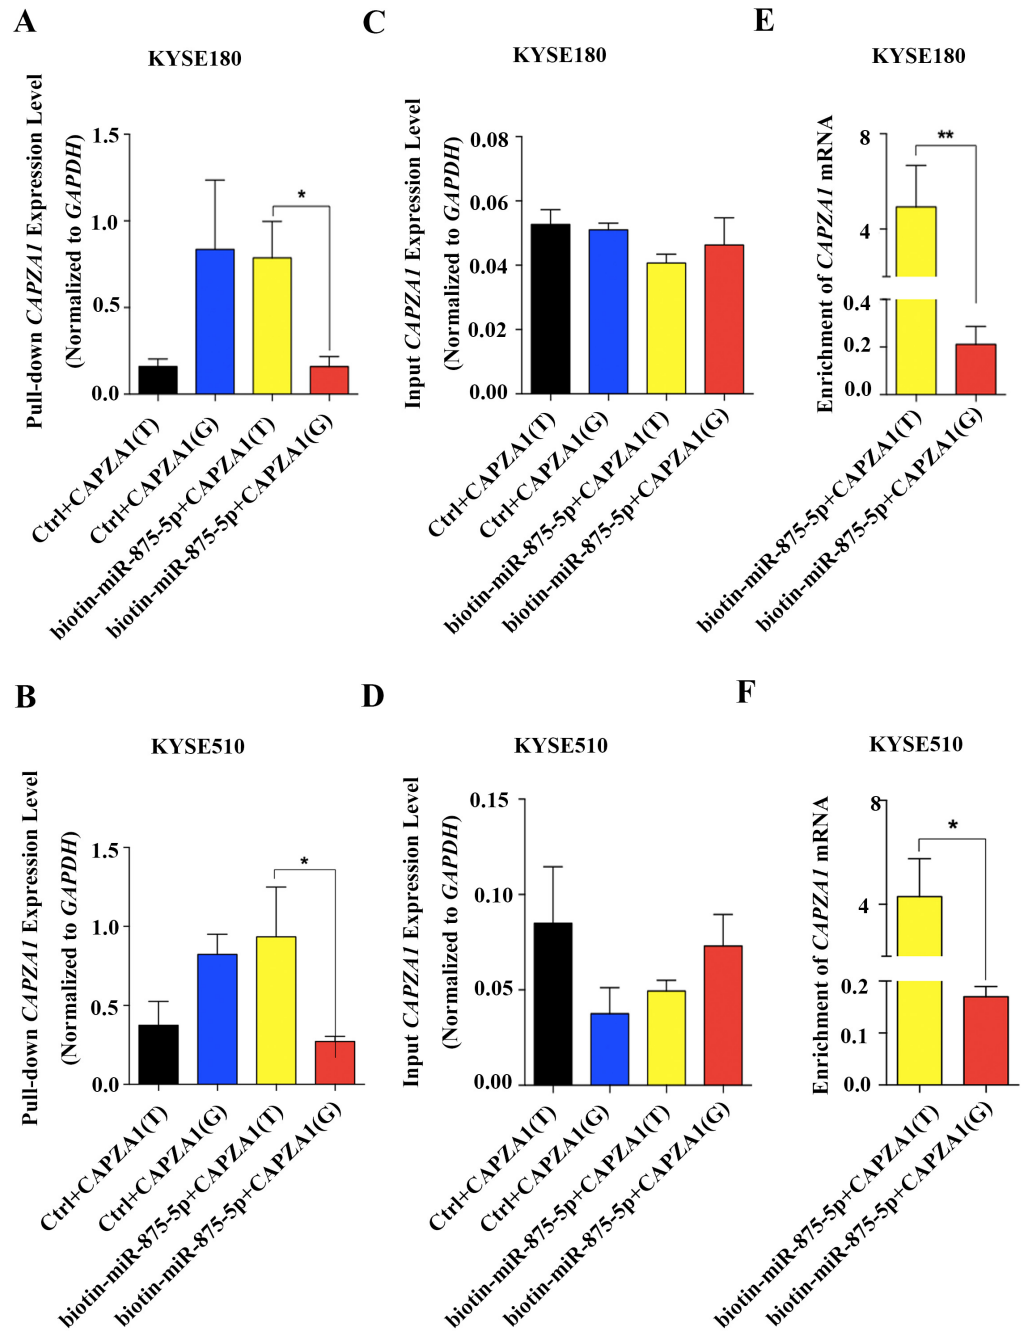 A
KYSE180
Pull-down CAPZA1 Expression Level
(Normalized to GAPDH)
1.5
1.0
0.5
0.0
*
Ctrl+CAPZA1(T)
Ctrl+CAPZA1(G)
biotin-miR-875-5p+CAPZA1(T)
biotin-miR-875-5p+CAPZA1(G)
C
KYSE180
Input CAPZA1 Expression Level
(Normalized to GAPDH)
0.08
0.06
0.04
0.02
0.00
Ctrl+CAPZA1(T)
Ctrl+CAPZA1(G)
biotin-miR-875-5p+CAPZA1(T)
biotin-miR-875-5p+CAPZA1(G)
E
KYSE180
Enrichment of CAPZA1 mRNA
8
4
0.4
0.2
0.0
**
biotin-miR-875-5p+CAPZA1(T)
biotin-miR-875-5p+CAPZA1(G)
B
KYSE510
Pull-down CAPZA1 Expression Level
(Normalized to GAPDH)
1.5
1.0
0.5
0.0
*
Ctrl+CAPZA1(T)
Ctrl+CAPZA1(G)
biotin-miR-875-5p+CAPZA1(T)
biotin-miR-875-5p+CAPZA1(G)
D
KYSE510
Input CAPZA1 Expression Level
(Normalized to GAPDH)
0.15
0.10
0.05
0.00
Ctrl+CAPZA1(T)
Ctrl+CAPZA1(G)
biotin-miR-875-5p+CAPZA1(T)
biotin-miR-875-5p+CAPZA1(G)
F
KYSE510
Enrichment of CAPZA1 mRNA
8
4
0.2
0.1
0.0
*
biotin-miR-875-5p+CAPZA1(T)
biotin-miR-875-5p+CAPZA1(G)